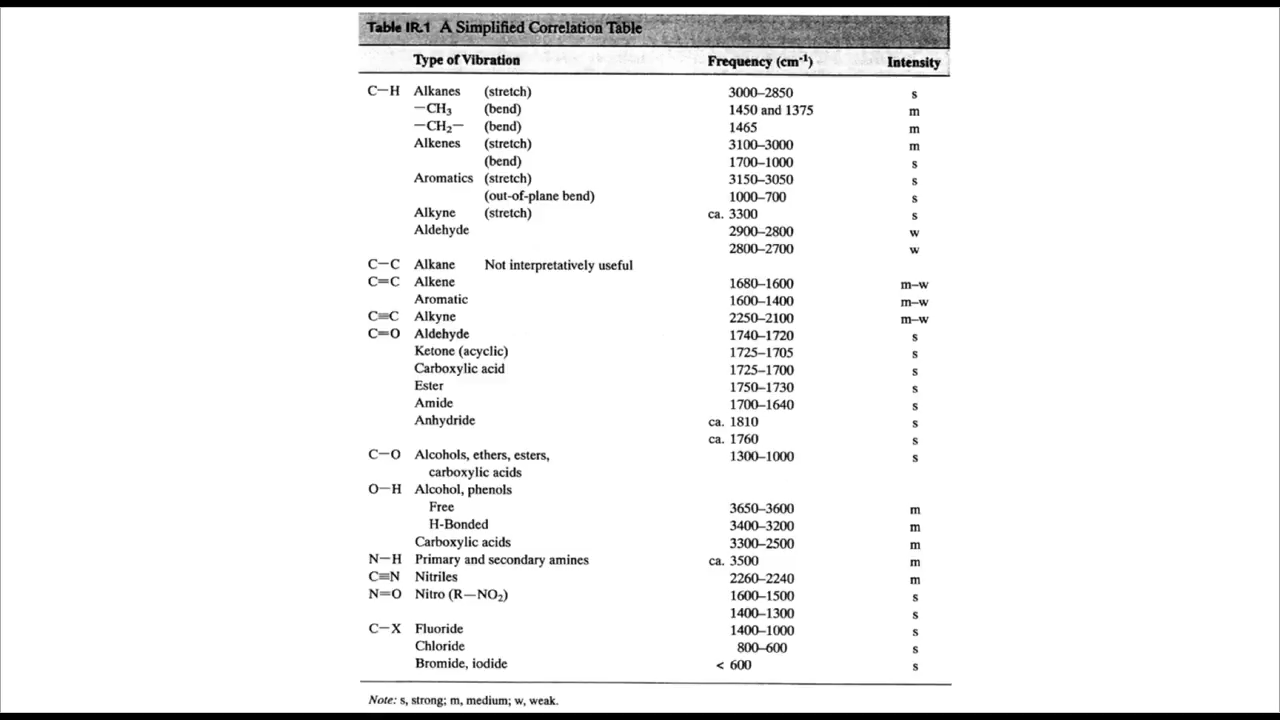 Table IR.1 A Simplified Correlation Table
Type of Vibration Frequency (cm⁻¹) Intensity
C—H Alkanes (stretch) 3000–2850 s
—CH₃ (bend) 1450 and 1375 m
—CH₂— (bend) 1465 m
Alkenes (stretch) 3100–3000 m
(bend) 1700–1000 s
Aromatics (stretch) 3150–3050 s
(out-of-plane bend) 1000–700 s
Alkyne (stretch) ca. 3300 s
Aldehyde 2900–2800 w
2800–2700 w
C—C Alkane Not interpretatively useful
C=C Alkene 1680–1600 m–w
Aromatic 1600–1400 m–w
C≡C Alkyne 2250–2100 m–w
C=O Aldehyde 1740–1720 s
Ketone (acyclic) 1725–1705 s
Carboxylic acid 1725–1700 s
Ester 1750–1730 s
Amide 1700–1640 s
Anhydride ca. 1810 s
ca. 1760 s
C—O Alcohols, ethers, esters, 1300–1000 s
carboxylic acids
O—H Alcohol, phenols
Free 3650–3600 m
H-Bonded 3400–3200 m
Carboxylic acids 3300–2500 m
N—H Primary and secondary amines ca. 3500 m
C≡N Nitriles 2260–2240 m
N=O Nitro (R—NO₂) 1600–1500 s
1400–1300 s
C—X Fluoride 1400–1000 s
Chloride 800–600 s
Bromide, iodide < 600 s
Note: s, strong; m, medium; w, weak.